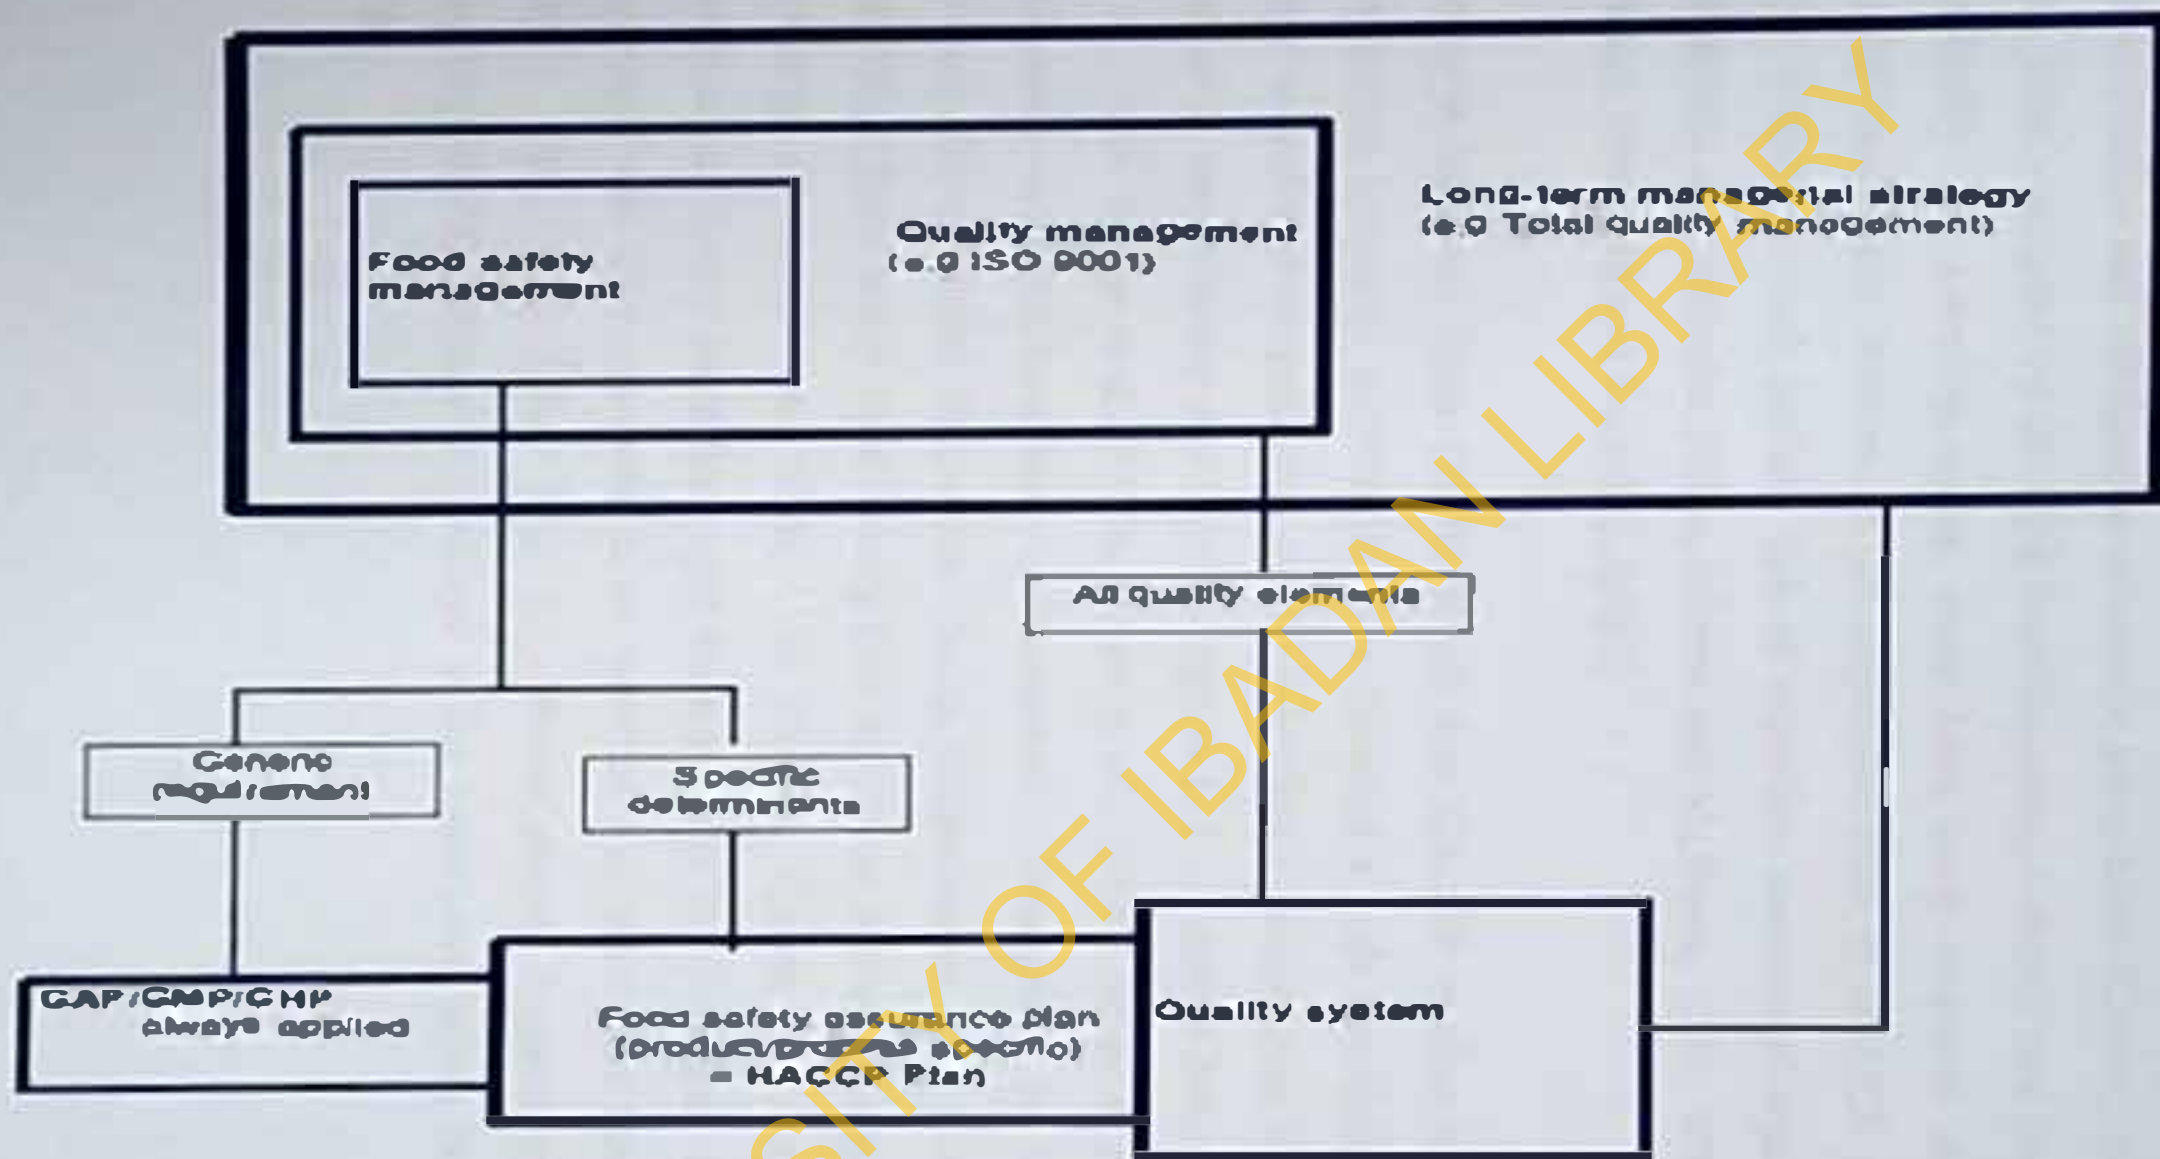 Long-term managerial strategy
(e.g Total quality management)
Quality management
(e.g ISO 9001)
Food safety
management
All quality elements
Generic
requirement
Specific
determinants
GAP/GMP/GHP
always applied
Food safety assurance plan
(product/process specific)
= HACCP Plan
Quality system
SITY OF IBADAN LIBRARY